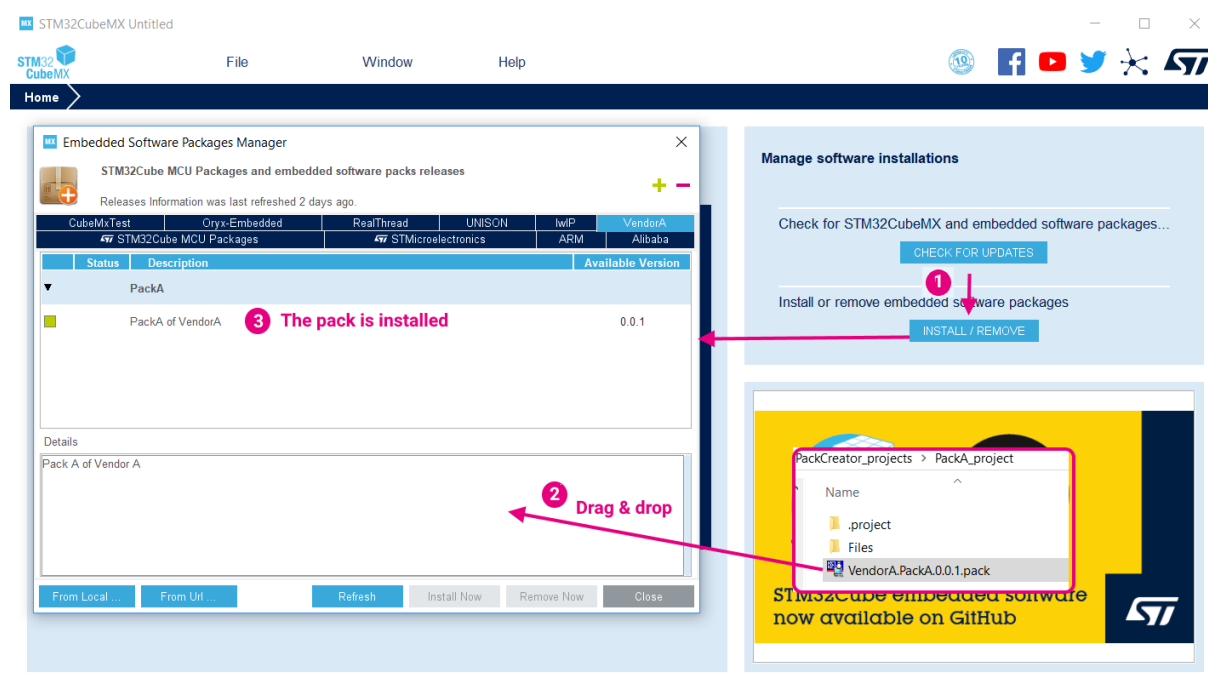 MX STM32CubeMX Untitled
STM32
CubeMX
File Window Help
10
ST
Home
MX Embedded Software Packages Manager
STM32Cube MCU Packages and embedded software packs releases
Releases Information was last refreshed 2 days ago.
CubeMxTest Oryx-Embedded RealThread UNISON lwIP VendorA
STM32Cube MCU Packages STMicroelectronics ARM Alibaba
Status Description Available Version
PackA
PackA of VendorA 3 The pack is installed 0.0.1
Details
Pack A of Vendor A
2 Drag & drop
From Local ... From Url ... Refresh Install Now Remove Now Close
Manage software installations
Check for STM32CubeMX and embedded software packages...
CHECK FOR UPDATES
1
Install or remove embedded software packages
INSTALL / REMOVE
PackCreator_projects > PackA_project
Name
.project
Files
VendorA.PackA.0.0.1.pack
STM32Cube embedded software
now available on GitHub
ST